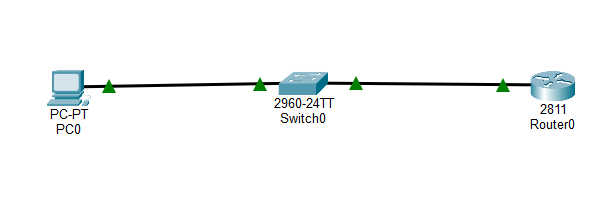 PC-PT
PC0
2960-24TT
Switch0
2811
Router0